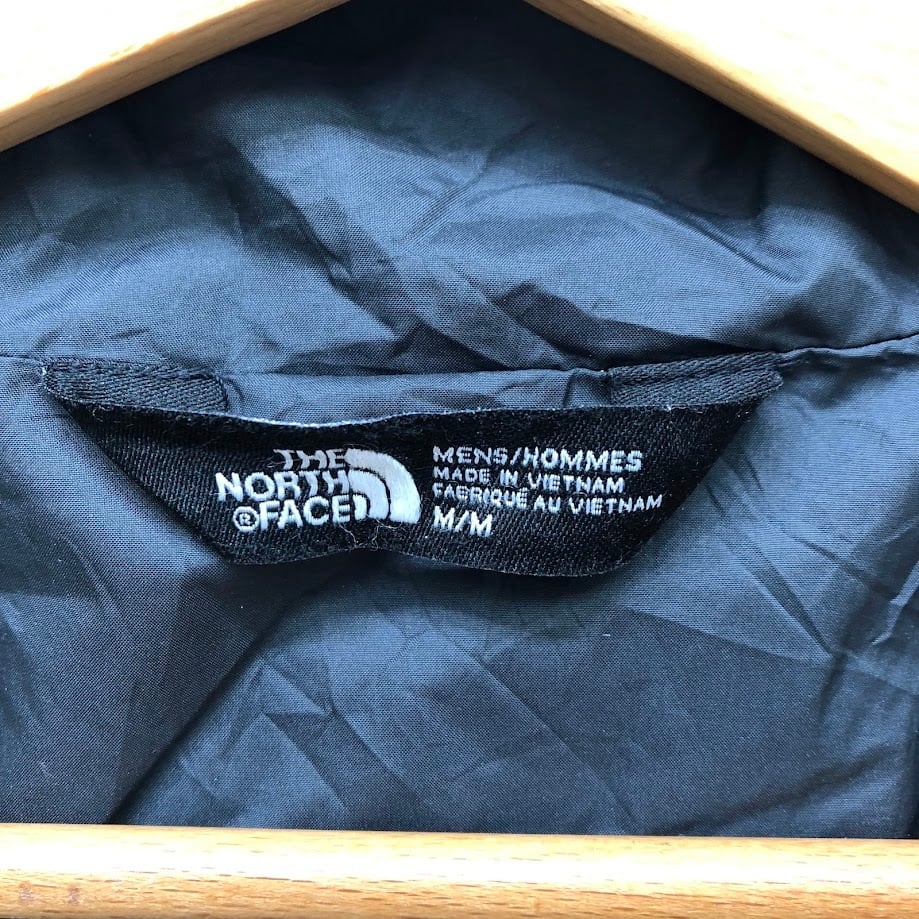 THE
NORTH
®FACE
MENS/HOMMES
MADE IN VIETNAM
FABRIQUÉ AU VIETNAM
M/M